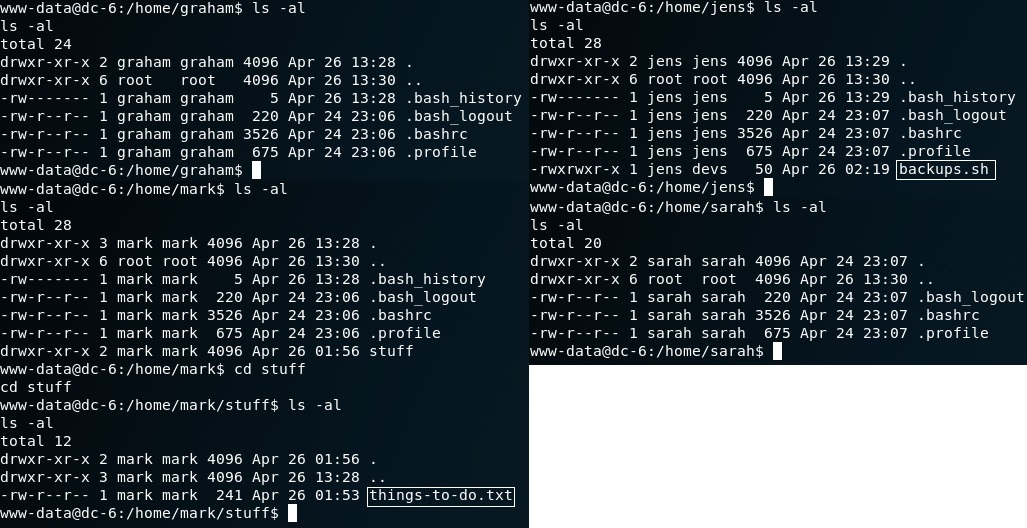 www-data@dc-6:/home/graham$ ls -al
ls -al
total 24
drwxr-xr-x 2 graham graham 4096 Apr 26 13:28 .
drwxr-xr-x 6 root   root   4096 Apr 26 13:30 ..
-rw------- 1 graham graham    5 Apr 26 13:28 .bash_history
-rw-r--r-- 1 graham graham  220 Apr 24 23:06 .bash_logout
-rw-r--r-- 1 graham graham 3526 Apr 24 23:06 .bashrc
-rw-r--r-- 1 graham graham  675 Apr 24 23:06 .profile
www-data@dc-6:/home/graham$
www-data@dc-6:/home/mark$ ls -al
ls -al
total 28
drwxr-xr-x 3 mark mark 4096 Apr 26 13:28 .
drwxr-xr-x 6 root root 4096 Apr 26 13:30 ..
-rw------- 1 mark mark    5 Apr 26 13:28 .bash_history
-rw-r--r-- 1 mark mark  220 Apr 24 23:06 .bash_logout
-rw-r--r-- 1 mark mark 3526 Apr 24 23:06 .bashrc
-rw-r--r-- 1 mark mark  675 Apr 24 23:06 .profile
drwxr-xr-x 2 mark mark 4096 Apr 26 01:56 stuff
www-data@dc-6:/home/mark$ cd stuff
cd stuff
www-data@dc-6:/home/mark/stuff$ ls -al
ls -al
total 12
drwxr-xr-x 2 mark mark 4096 Apr 26 01:56 .
drwxr-xr-x 3 mark mark 4096 Apr 26 13:28 ..
-rw-r--r-- 1 mark mark  241 Apr 26 01:53 things-to-do.txt
www-data@dc-6:/home/mark/stuff$
www-data@dc-6:/home/jens$ ls -al
ls -al
total 28
drwxr-xr-x 2 jens jens 4096 Apr 26 13:29 .
drwxr-xr-x 6 root root 4096 Apr 26 13:30 ..
-rw------- 1 jens jens    5 Apr 26 13:29 .bash_history
-rw-r--r-- 1 jens jens  220 Apr 24 23:07 .bash_logout
-rw-r--r-- 1 jens jens 3526 Apr 24 23:07 .bashrc
-rw-r--r-- 1 jens jens  675 Apr 24 23:07 .profile
-rwxrwxr-x 1 jens devs   50 Apr 26 02:19 backups.sh
www-data@dc-6:/home/jens$
www-data@dc-6:/home/sarah$ ls -al
ls -al
total 20
drwxr-xr-x 2 sarah sarah 4096 Apr 24 23:07 .
drwxr-xr-x 6 root  root  4096 Apr 26 13:30 ..
-rw-r--r-- 1 sarah sarah  220 Apr 24 23:07 .bash_logout
-rw-r--r-- 1 sarah sarah 3526 Apr 24 23:07 .bashrc
-rw-r--r-- 1 sarah sarah  675 Apr 24 23:07 .profile
www-data@dc-6:/home/sarah$